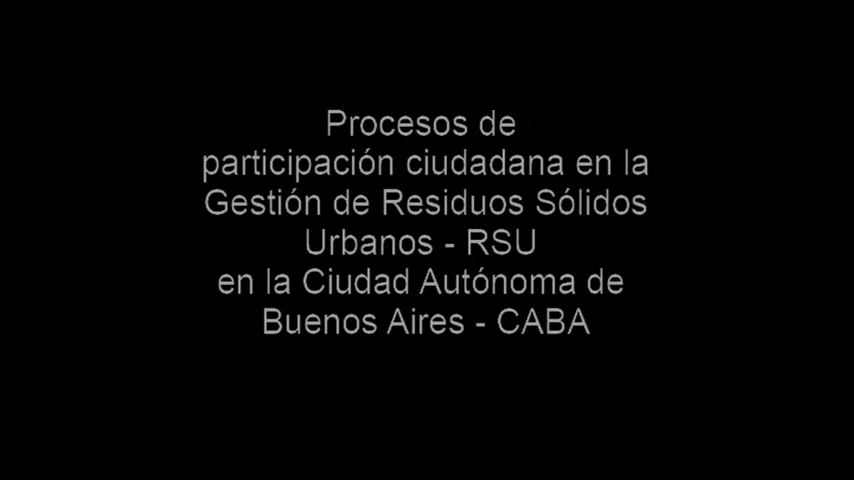 Procesos de
participación ciudadana en la
Gestión de Residuos Sólidos
Urbanos - RSU
en la Ciudad Autónoma de
Buenos Aires - CABA